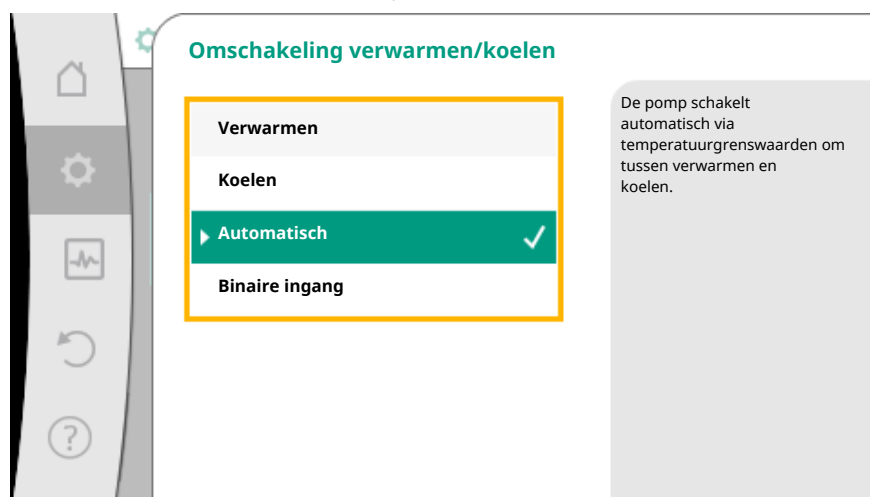 Omschakeling verwarmen/koelen
Verwarmen
Koelen
Automatisch
Binaire ingang
De pomp schakelt
automatisch via
temperatuurgrenswaarden om
tussen verwarmen en
koelen.
?